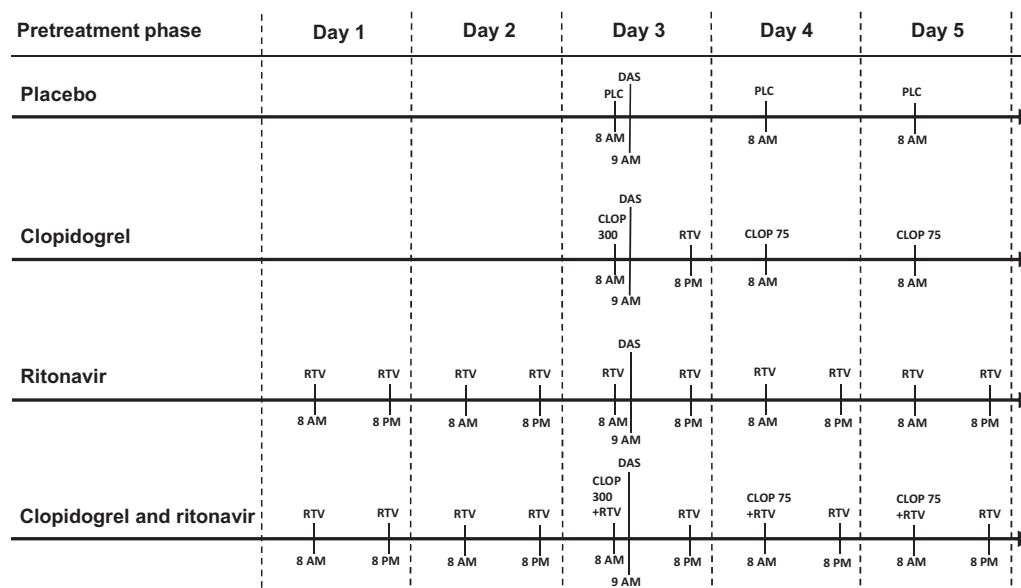 Pretreatment phase Day 1 Day 2 Day 3 Day 4 Day 5
DAS
Placebo PLC PLC PLC
8 AM 8 AM 8 AM
9 AM
DAS
CLOP
Clopidogrel 300 RTV CLOP 75 CLOP 75
8 AM 8 PM 8 AM 8 AM
9 AM
DAS
Ritonavir RTV RTV RTV RTV RTV RTV RTV RTV RTV RTV
8 AM 8 PM 8 AM 8 PM 8 AM 8 PM 8 AM 8 PM 8 AM 8 PM
9 AM
DAS
CLOP
300 CLOP 75 CLOP 75
Clopidogrel and ritonavir RTV RTV RTV RTV +RTV RTV +RTV RTV +RTV RTV
8 AM 8 PM 8 AM 8 PM 8 AM 8 PM 8 AM 8 PM 8 AM 8 PM
9 AM